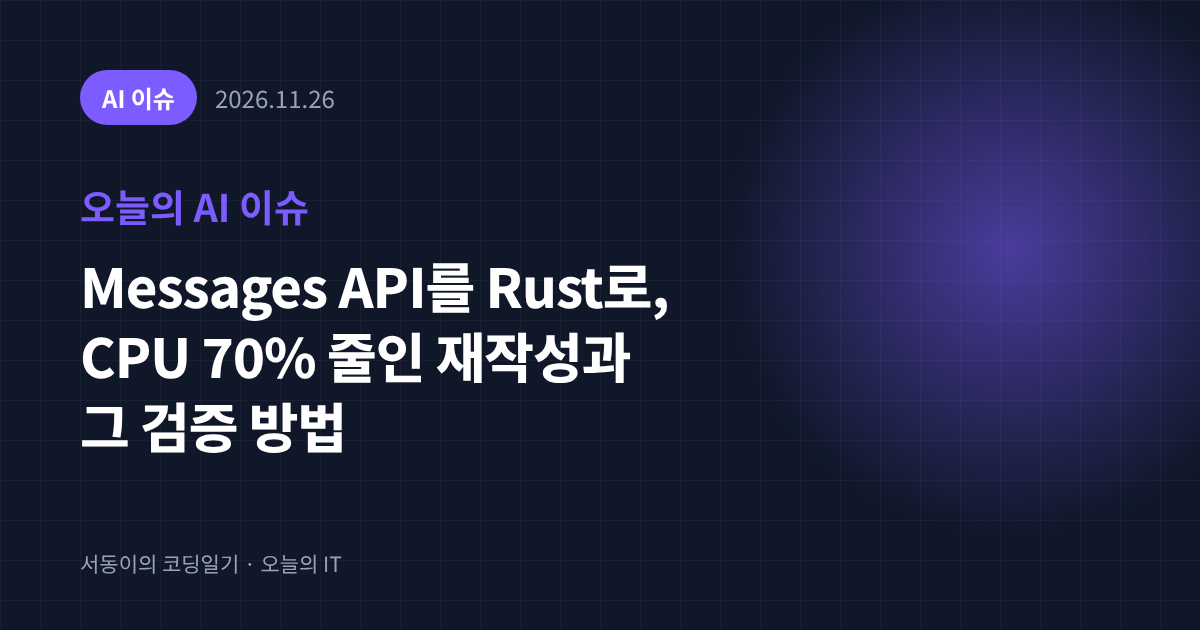 AI 이슈 2026.11.26
오늘의 AI 이슈
Messages API를 Rust로,
CPU 70% 줄인 재작성과
그 검증 방법
서동이의 코딩일기 · 오늘의 IT